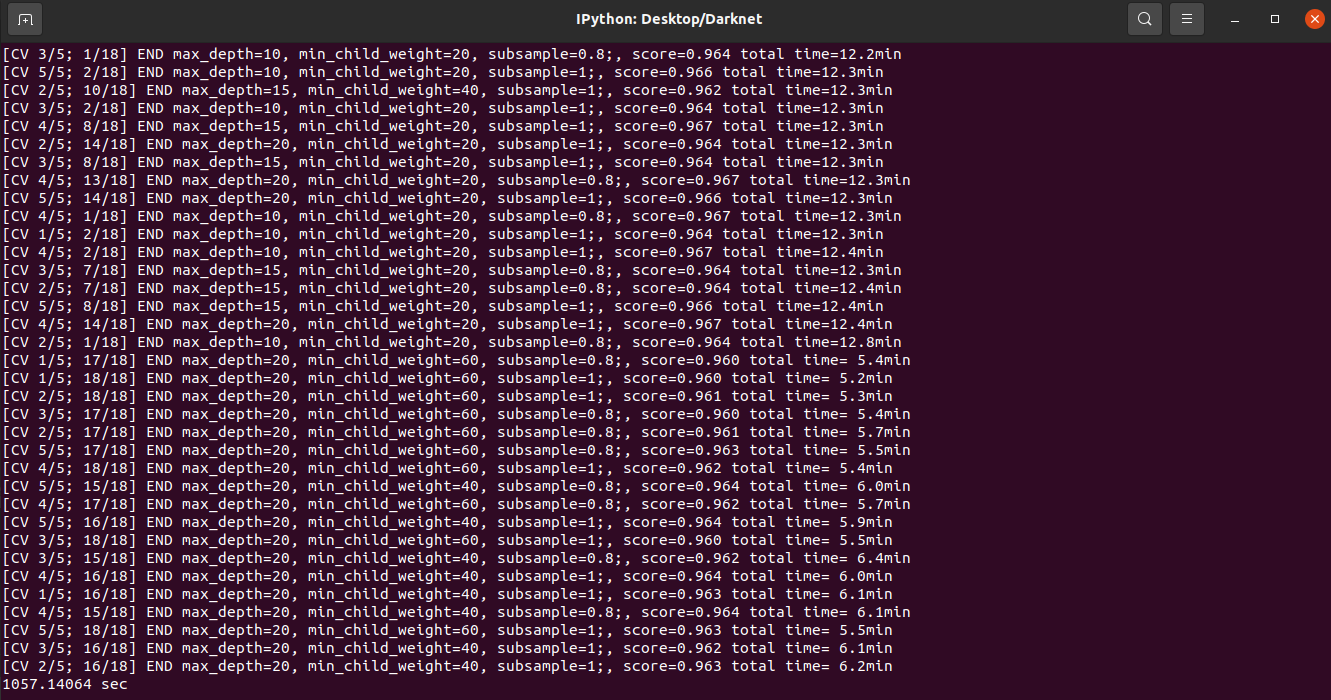 IPython: Desktop/Darknet
[CV 3/5; 1/18] END max_depth=10, min_child_weight=20, subsample=0.8;, score=0.964 total time=12.2min
[CV 5/5; 2/18] END max_depth=10, min_child_weight=20, subsample=1;, score=0.966 total time=12.3min
[CV 2/5; 10/18] END max_depth=15, min_child_weight=40, subsample=1;, score=0.962 total time=12.3min
[CV 3/5; 2/18] END max_depth=10, min_child_weight=20, subsample=1;, score=0.964 total time=12.3min
[CV 4/5; 8/18] END max_depth=15, min_child_weight=20, subsample=1;, score=0.967 total time=12.3min
[CV 2/5; 14/18] END max_depth=20, min_child_weight=20, subsample=1;, score=0.964 total time=12.3min
[CV 3/5; 8/18] END max_depth=15, min_child_weight=20, subsample=1;, score=0.964 total time=12.3min
[CV 4/5; 13/18] END max_depth=20, min_child_weight=20, subsample=0.8;, score=0.967 total time=12.3min
[CV 5/5; 14/18] END max_depth=20, min_child_weight=20, subsample=1;, score=0.966 total time=12.3min
[CV 4/5; 1/18] END max_depth=10, min_child_weight=20, subsample=0.8;, score=0.967 total time=12.3min
[CV 1/5; 2/18] END max_depth=10, min_child_weight=20, subsample=1;, score=0.964 total time=12.3min
[CV 4/5; 2/18] END max_depth=10, min_child_weight=20, subsample=1;, score=0.967 total time=12.4min
[CV 3/5; 7/18] END max_depth=15, min_child_weight=20, subsample=0.8;, score=0.964 total time=12.3min
[CV 2/5; 7/18] END max_depth=15, min_child_weight=20, subsample=0.8;, score=0.964 total time=12.4min
[CV 5/5; 8/18] END max_depth=15, min_child_weight=20, subsample=1;, score=0.966 total time=12.4min
[CV 4/5; 14/18] END max_depth=20, min_child_weight=20, subsample=1;, score=0.967 total time=12.4min
[CV 2/5; 1/18] END max_depth=10, min_child_weight=20, subsample=0.8;, score=0.964 total time=12.8min
[CV 1/5; 17/18] END max_depth=20, min_child_weight=60, subsample=0.8;, score=0.960 total time= 5.4min
[CV 1/5; 18/18] END max_depth=20, min_child_weight=60, subsample=1;, score=0.960 total time= 5.2min
[CV 2/5; 18/18] END max_depth=20, min_child_weight=60, subsample=1;, score=0.961 total time= 5.3min
[CV 3/5; 17/18] END max_depth=20, min_child_weight=60, subsample=0.8;, score=0.960 total time= 5.4min
[CV 2/5; 17/18] END max_depth=20, min_child_weight=60, subsample=0.8;, score=0.961 total time= 5.7min
[CV 5/5; 17/18] END max_depth=20, min_child_weight=60, subsample=0.8;, score=0.963 total time= 5.5min
[CV 4/5; 18/18] END max_depth=20, min_child_weight=60, subsample=1;, score=0.962 total time= 5.4min
[CV 5/5; 15/18] END max_depth=20, min_child_weight=40, subsample=0.8;, score=0.964 total time= 6.0min
[CV 4/5; 17/18] END max_depth=20, min_child_weight=60, subsample=0.8;, score=0.962 total time= 5.7min
[CV 5/5; 16/18] END max_depth=20, min_child_weight=40, subsample=1;, score=0.964 total time= 5.9min
[CV 3/5; 18/18] END max_depth=20, min_child_weight=60, subsample=1;, score=0.960 total time= 5.5min
[CV 3/5; 15/18] END max_depth=20, min_child_weight=40, subsample=0.8;, score=0.962 total time= 6.4min
[CV 4/5; 16/18] END max_depth=20, min_child_weight=40, subsample=1;, score=0.964 total time= 6.0min
[CV 1/5; 16/18] END max_depth=20, min_child_weight=40, subsample=1;, score=0.963 total time= 6.1min
[CV 4/5; 15/18] END max_depth=20, min_child_weight=40, subsample=0.8;, score=0.964 total time= 6.1min
[CV 5/5; 18/18] END max_depth=20, min_child_weight=60, subsample=1;, score=0.963 total time= 5.5min
[CV 3/5; 16/18] END max_depth=20, min_child_weight=40, subsample=1;, score=0.962 total time= 6.1min
[CV 2/5; 16/18] END max_depth=20, min_child_weight=40, subsample=1;, score=0.963 total time= 6.2min
1057.14064 sec